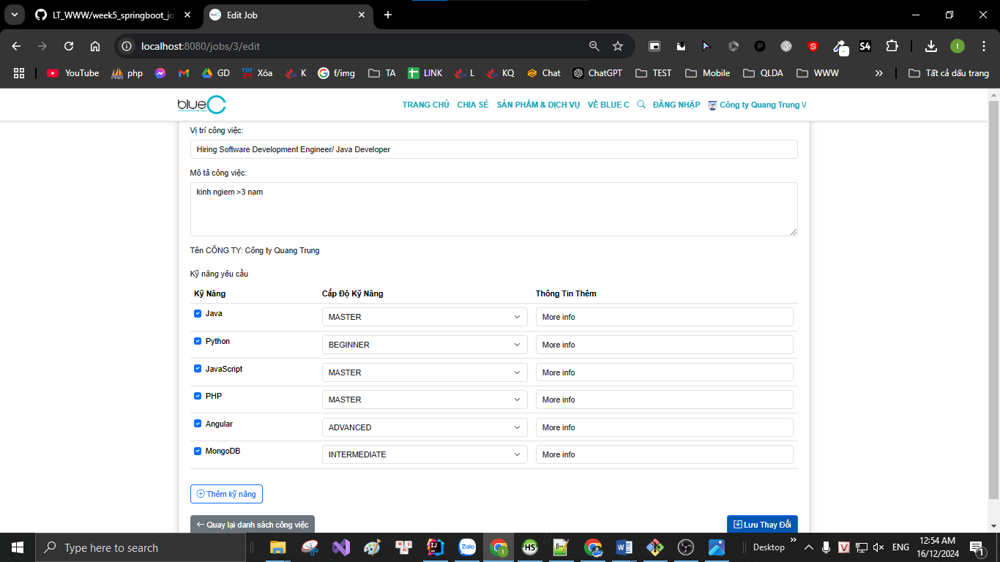 LT_WWW/week5_springboot_jo
Edit Job
localhost:8080/jobs/3/edit
S4
t
YouTube
php
GD
Xóa
K
f/img
TA
LINK
L
KQ
Chat
ChatGPT
TEST
Mobile
QLDA
WWW
Tất cả dấu trang
blueC
TRANG CHỦ CHIA SẺ SẢN PHẨM & DỊCH VỤ VỀ BLUE C ĐĂNG NHẬP Công ty Quang Trung V
Vị trí công việc:
Hiring Software Development Engineer/ Java Developer
Mô tả công việc:
kinh ngiem >3 nam
Tên CÔNG TY: Công ty Quang Trung
Kỹ năng yêu cầu
Kỹ Năng Cấp Độ Kỹ Năng Thông Tin Thêm
Java MASTER More info
Python BEGINNER More info
JavaScript MASTER More info
PHP MASTER More info
Angular ADVANCED More info
MongoDB INTERMEDIATE More info
Thêm kỹ năng
Quay lại danh sách công việc
Lưu Thay Đổi
Type here to search
Zalo
HS
Desktop
ENG
12:54 AM
16/12/2024
1